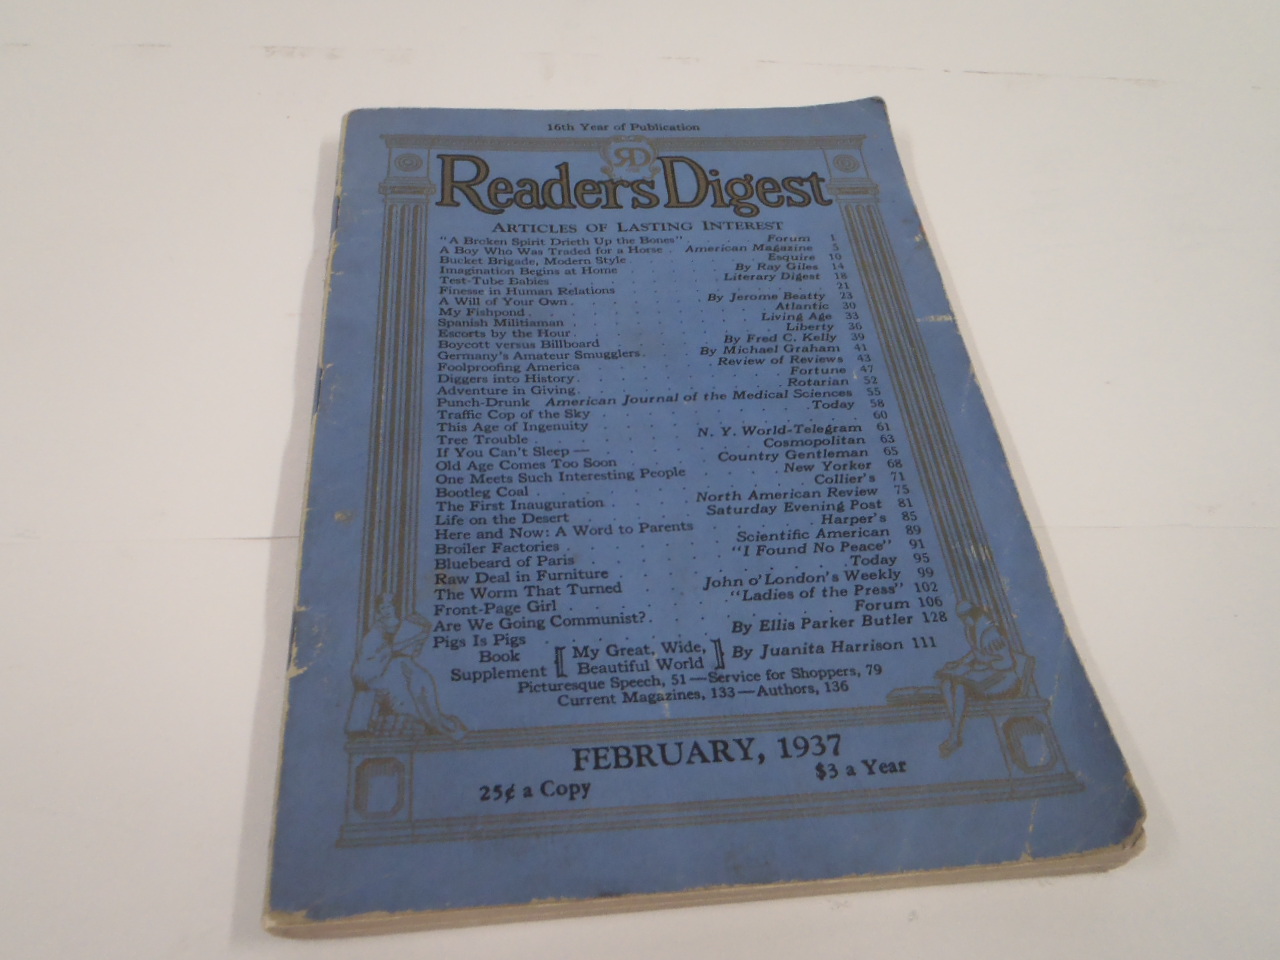 16th Year of Publication
RD
Readers Digest
ARTICLES OF LASTING INTEREST
"A Broken Spirit Drieth Up the Bones" . Forum 1
A Boy Who Was Traded for a Horse . American Magazine 5
Bucket Brigade, Modern Style . Esquire 10
Imagination Begins at Home . By Ray Giles 14
Test-Tube Babies . Literary Digest 18
Finesse in Human Relations . 21
A Will of Your Own . By Jerome Beatty 23
My Fishpond . Atlantic 30
Spanish Militiaman . Living Age 33
Escorts by the Hour . Liberty 36
Boycott versus Billboard . By Fred C. Kelly 39
Germany's Amateur Smugglers . By Michael Graham 41
Foolproofing America . Review of Reviews 43
Diggers into History . Fortune 47
Adventure in Giving . Rotarian 52
Punch-Drunk American Journal of the Medical Sciences 55
Traffic Cop of the Sky . Today 58
This Age of Ingenuity . 60
Tree Trouble . N. Y. World-Telegram 61
If You Can't Sleep — . Cosmopolitan 63
Old Age Comes Too Soon . Country Gentleman 65
One Meets Such Interesting People . New Yorker 68
Bootleg Coal . Collier's 71
The First Inauguration . North American Review 75
Life on the Desert . Saturday Evening Post 81
Here and Now: A Word to Parents . Harper's 85
Broiler Factories . Scientific American 89
Bluebeard of Paris . "I Found No Peace" 91
Raw Deal in Furniture . Today 95
The Worm That Turned . John o'London's Weekly 99
Front-Page Girl . "Ladies of the Press" 102
Are We Going Communist? . Forum 106
Pigs Is Pigs . By Ellis Parker Butler 128
Book Supplement [My Great, Wide, Beautiful World] By Juanita Harrison 111
Picturesque Speech, 51—Service for Shoppers, 79
Current Magazines, 133—Authors, 136
FEBRUARY, 1937
25¢ a Copy $3 a Year